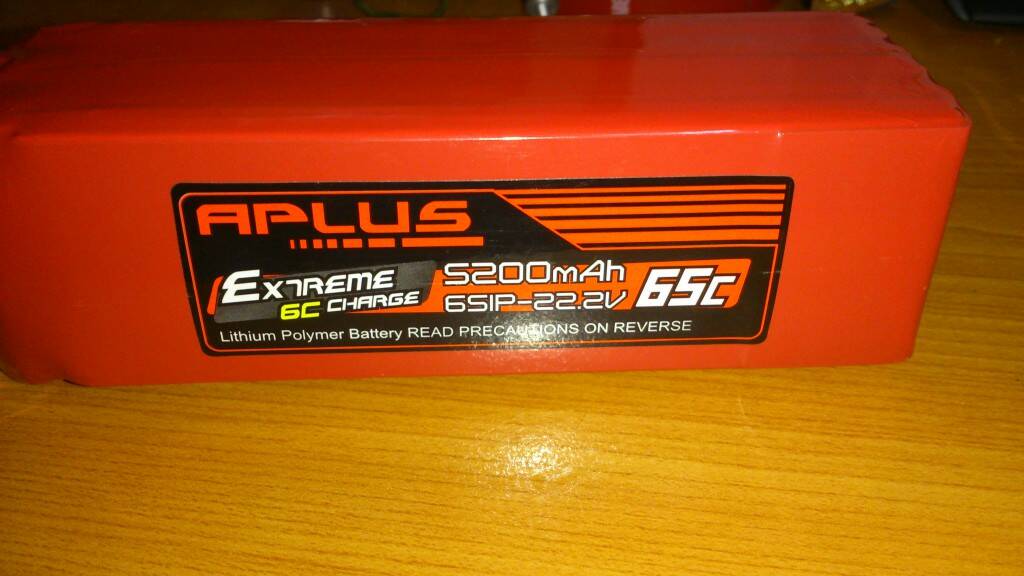 APLUS
EXTREME
6C CHARGE
5200mAh
6S1P-22.2V
65C
Lithium Polymer Battery READ PRECAUTIONS ON REVERSE